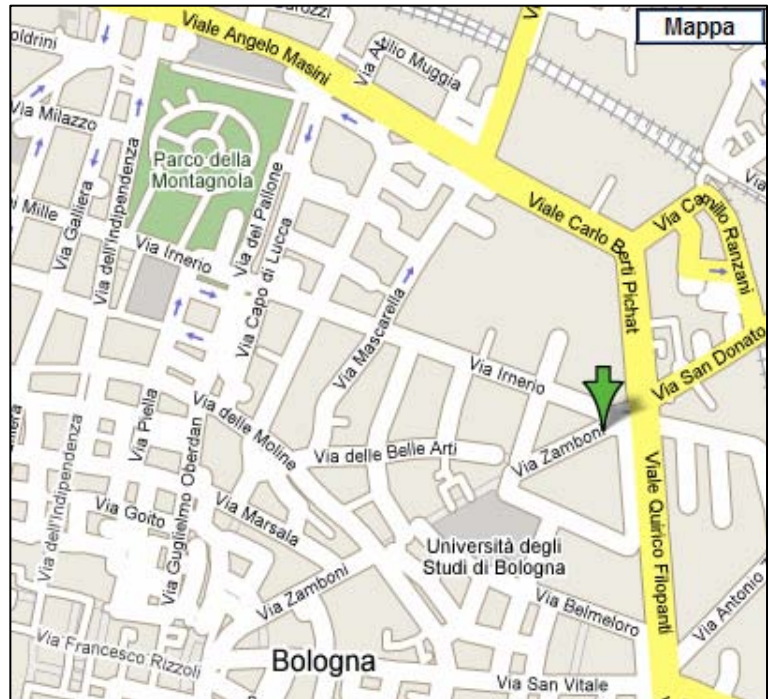 Mappa
Viale Angelo Masini
Via
tilio Muggia
oldrini
Via Milazzo
Parco della
Montagnola
ni Mille
Via Galliera
Via dell'Indipendenza
Via del Pallone
Via Capo di Lucca
Via Irnerio
Viale Carlo Berti Pichat
Via Camillo Ranzani
Via Mascarella
Via Irnerio
Via San Donato
Via Piella
Via delle Moline
Via delle Belle Arti
Via Zamboni
Via dell'Indipendenza
Via Goito
Via Guglielmo Oberdan
Via Marsala
Università degli
Studi di Bologna
Viale Quirico Filopanti
Via Zamboni
Via Belmeloro
Via Antonio
Via Francesco Rizzoli
Bologna
Via San Vitale